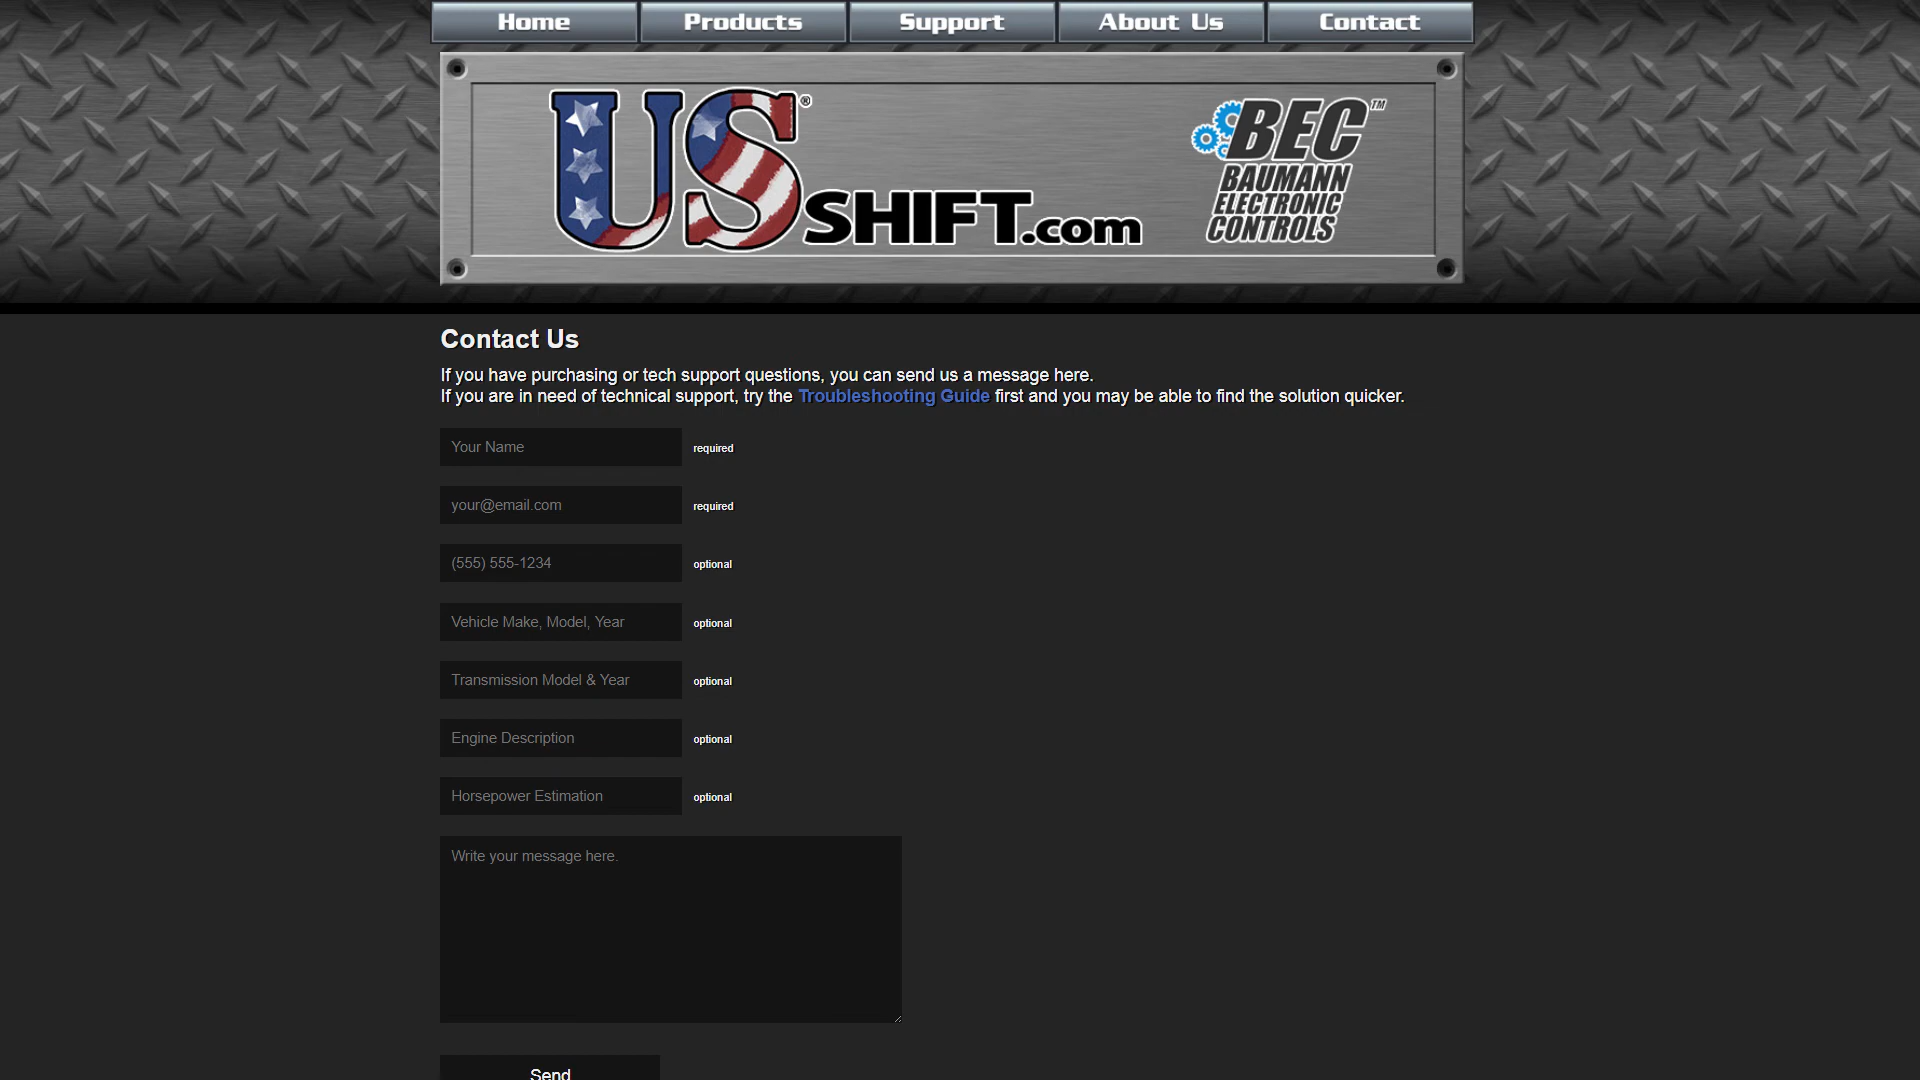 Home Products Support About Us Contact
US® SHIFT.com
BEC™
BAUMANN
ELECTRONIC
CONTROLS
Contact Us
If you have purchasing or tech support questions, you can send us a message here.
If you are in need of technical support, try the Troubleshooting Guide first and you may be able to find the solution quicker.
Your Name required
your@email.com required
(555) 555-1234 optional
Vehicle Make, Model, Year optional
Transmission Model & Year optional
Engine Description optional
Horsepower Estimation optional
Write your message here.
Send